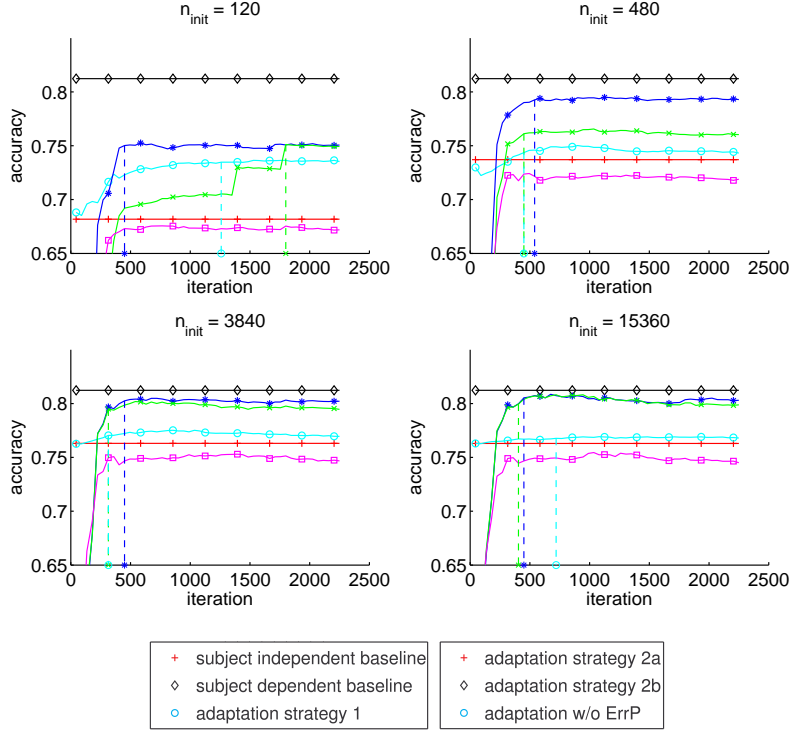 n_init = 120
n_init = 480
accuracy
0.8
0.75
0.7
0.65
0 500 1000 1500 2000 2500
iteration
accuracy
0.8
0.75
0.7
0.65
0 500 1000 1500 2000 2500
iteration
n_init = 3840
n_init = 15360
accuracy
0.8
0.75
0.7
0.65
0 500 1000 1500 2000 2500
iteration
accuracy
0.8
0.75
0.7
0.65
0 500 1000 1500 2000 2500
iteration
subject independent baseline
subject dependent baseline
adaptation strategy 1
adaptation strategy 2a
adaptation strategy 2b
adaptation w/o ErrP